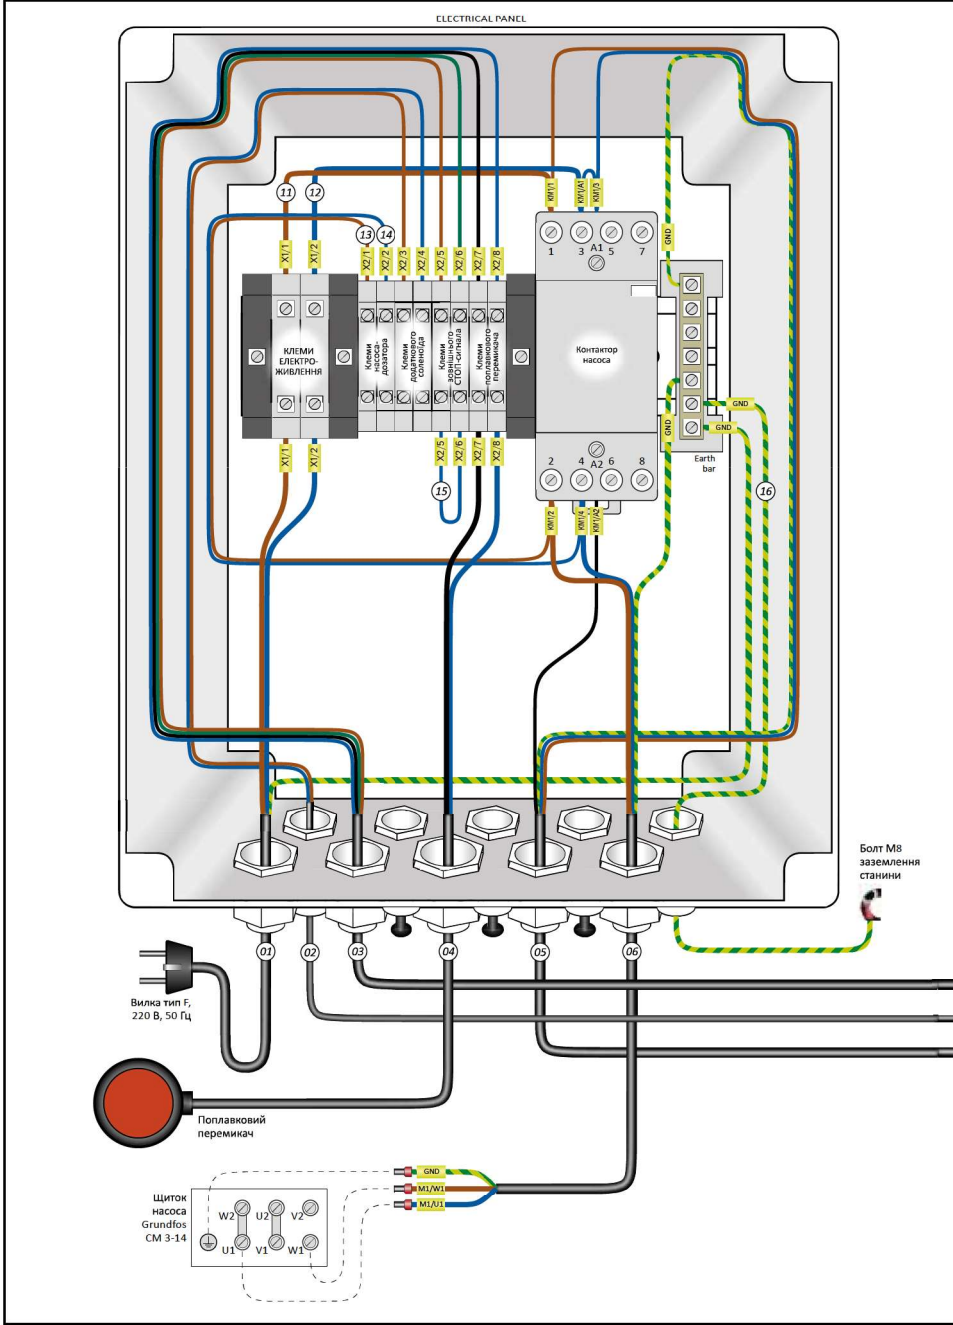 ELECTRICAL PANEL
11
12
13
14
X1/1
X1/2
X2/1
X2/2
X2/3
X2/4
X2/5
X2/6
X2/7
X2/8
KM1/1
KM1/A1
KM1/3
GND
1
3
A1
5
7
КЛЕМИ
ЕЛЕКТРО-
ЖИВЛЕННЯ
Клеми
насоса-
дозатора
Клеми
додаткового
соленоїда
Клеми
зовнішнього
СТОП-сигнала
Клеми
поплавкового
перемикача
Контактор
насоса
GND
GND
GND
Earth
bar
X1/1
X1/2
X2/5
X2/6
X2/7
X2/8
2
4
A2
6
8
15
16
KM1/2
KM1/4
KM1/A2
Болт М8
заземлення
станини
01
02
03
04
05
06
Вилка тип F,
220 В, 50 Гц
Поплавковий
перемикач
GND
M1/W1
M1/U1
Щиток
насоса
Grundfos
CM 3-14
W2
U2
V2
U1
V1
W1